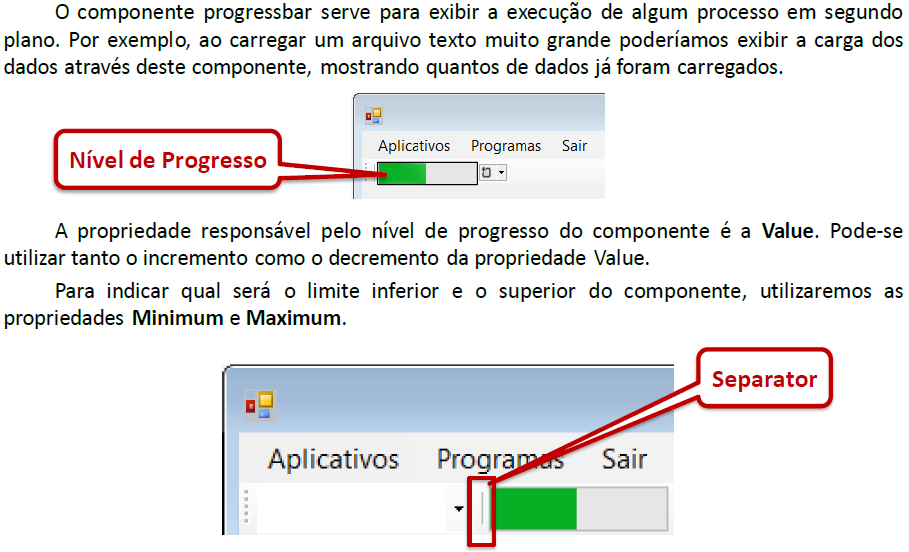 O componente progressbar serve para exibir a execução de algum processo em segundo
plano. Por exemplo, ao carregar um arquivo texto muito grande poderíamos exibir a carga dos
dados através deste componente, mostrando quantos de dados já foram carregados.
Aplicativos Programas Sair
Nível de Progresso
A propriedade responsável pelo nível de progresso do componente é a Value. Pode-se
utilizar tanto o incremento como o decremento da propriedade Value.
Para indicar qual será o limite inferior e o superior do componente, utilizaremos as
propriedades Minimum e Maximum.
Separator
Aplicativos Programas Sair